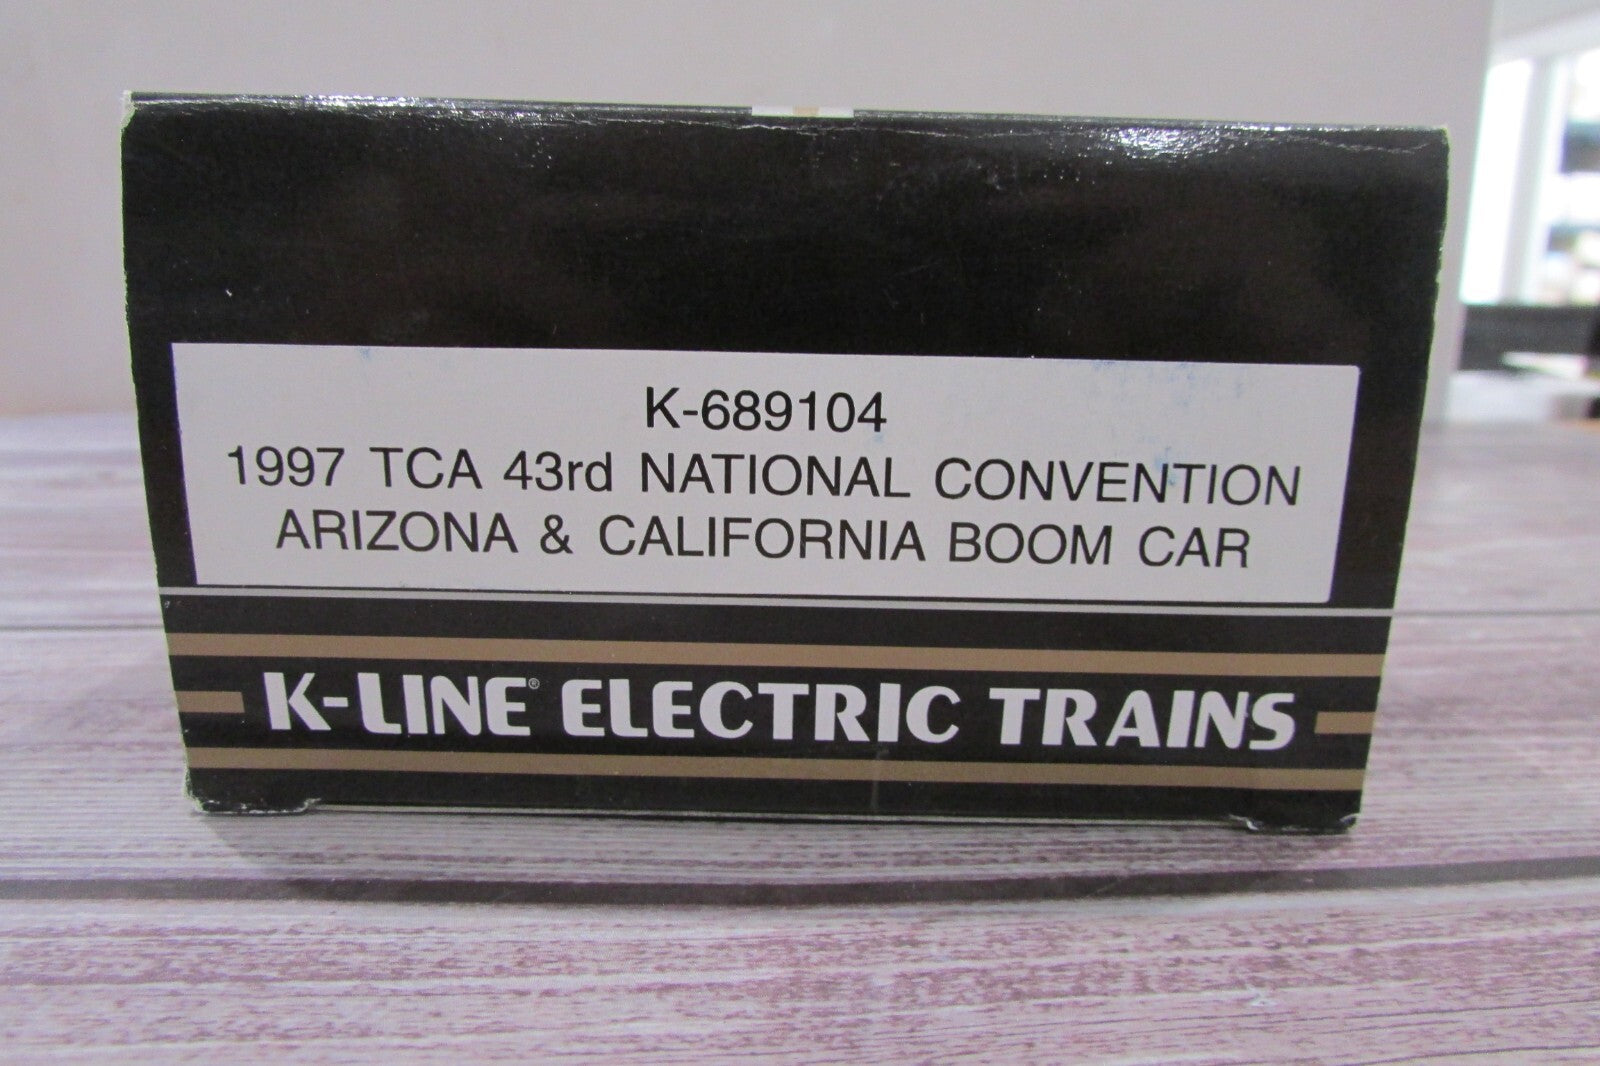 K-689104
1997 TCA 43rd NATIONAL CONVENTION
ARIZONA & CALIFORNIA BOOM CAR
K-LINE® ELECTRIC TRAINS